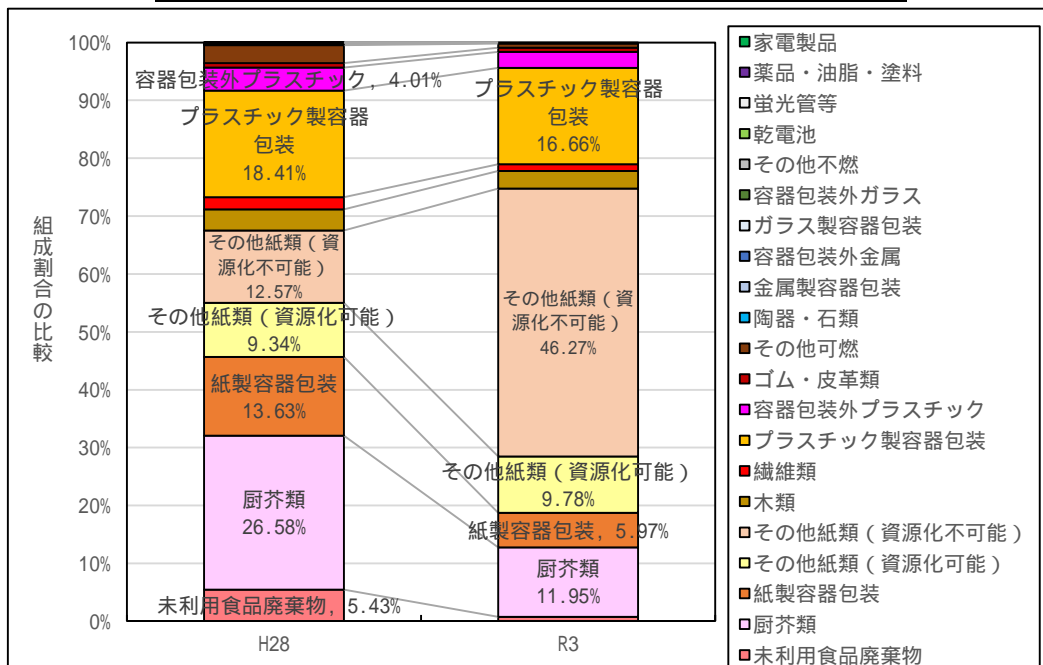 組成割合の比較
100%
90%
80%
70%
60%
50%
40%
30%
20%
10%
0%
容器包装外プラスチック, 4.01%
プラスチック製容器
包装
18.41%
その他紙類（資
源化不可能）
12.57%
その他紙類（資源化可能）
9.34%
紙製容器包装
13.63%
厨芥類
26.58%
未利用食品廃棄物, 5.43%
H28
プラスチック製容器
包装
16.66%
その他紙類（資
源化不可能）
46.27%
その他紙類（資源化可能）
9.78%
紙製容器包装, 5.97%
厨芥類
11.95%
R3
家電製品
薬品・油脂・塗料
蛍光管等
乾電池
その他不燃
容器包装外ガラス
ガラス製容器包装
容器包装外金属
金属製容器包装
陶器・石類
その他可燃
ゴム・皮革類
容器包装外プラスチック
プラスチック製容器包装
繊維類
木類
その他紙類（資源化不可能）
その他紙類（資源化可能）
紙製容器包装
厨芥類
未利用食品廃棄物